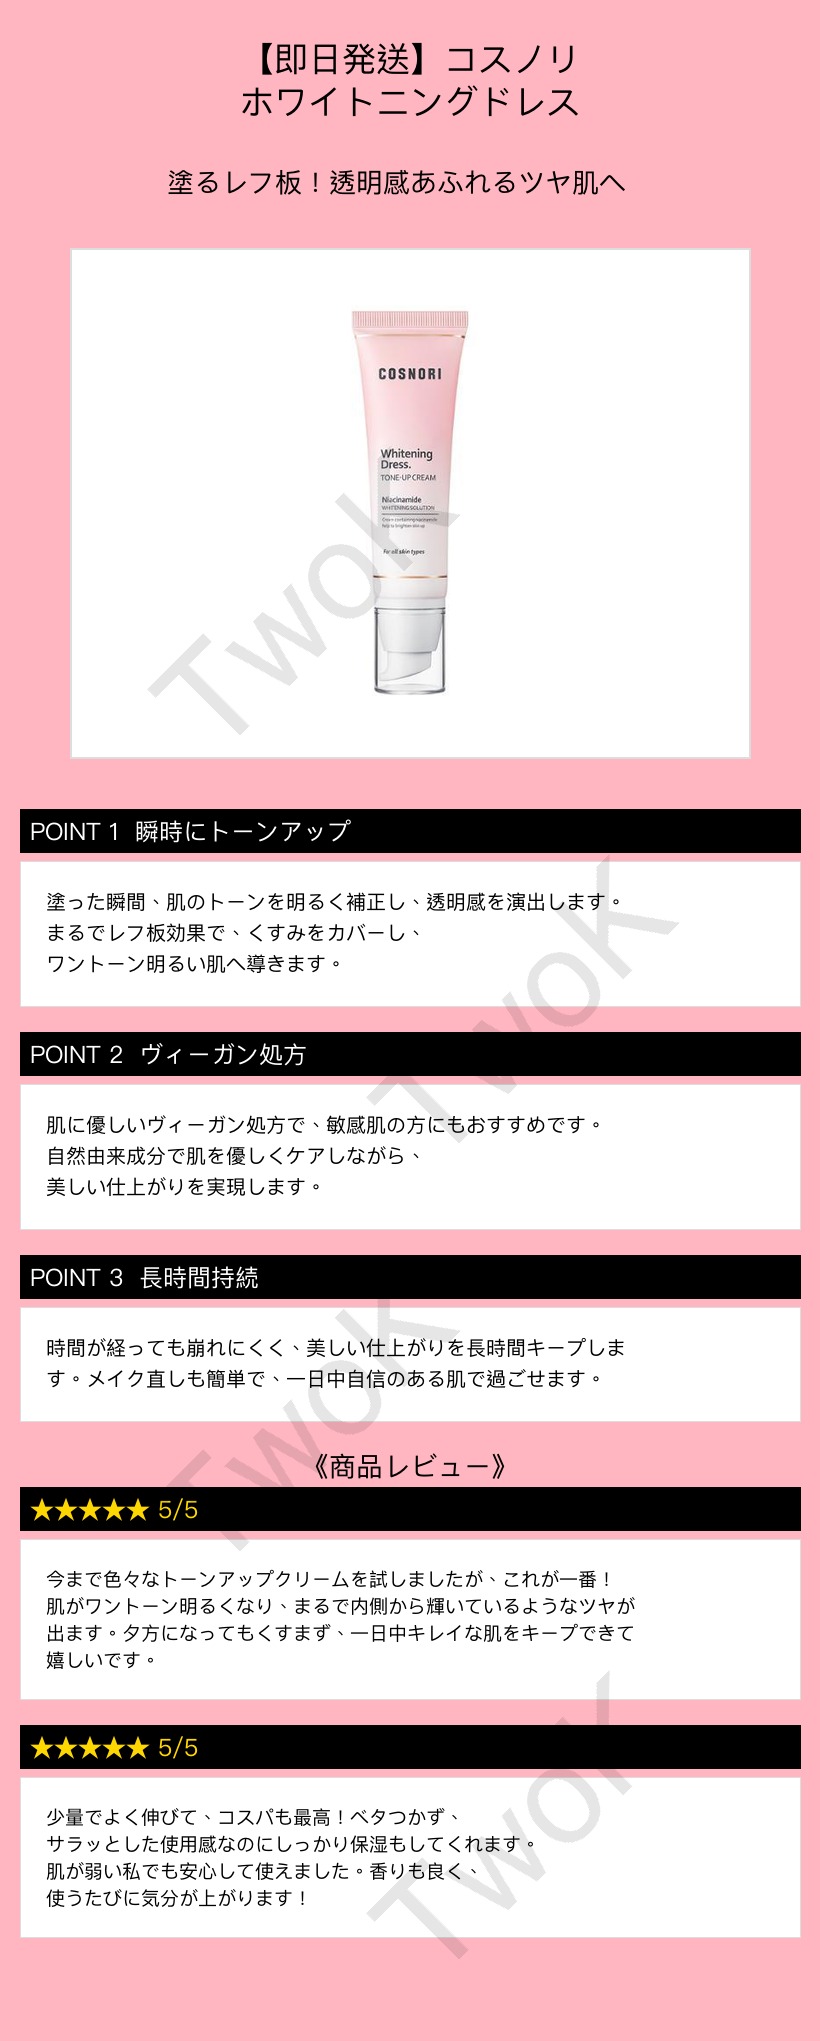 【即日発送】コスノリ
ホワイトニングドレス
塗るレフ板！透明感あふれるツヤ肌へ
COSNORI
Whitening
Dress.
TONE-UP CREAM
Niacinamide
WHITENING SOLUTION
Cream containing niacinamide
help to brighten skin up
For all skin types
TwoK
POINT 1 瞬時にトーンアップ
塗った瞬間、肌のトーンを明るく補正し、透明感を演出します。
まるでレフ板効果で、くすみをカバーし、
ワントーン明るい肌へ導きます。
TwoK
POINT 2 ヴィーガン処方
肌に優しいヴィーガン処方で、敏感肌の方にもおすすめです。
自然由来成分で肌を優しくケアしながら、
美しい仕上がりを実現します。
POINT 3 長時間持続
時間が経っても崩れにくく、美しい仕上がりを長時間キープしま
す。メイク直しも簡単で、一日中自信のある肌で過ごせます。
TwoK
《商品レビュー》
★★★★★ 5/5
今まで色々なトーンアップクリームを試しましたが、これが一番！
肌がワントーン明るくなり、まるで内側から輝いているようなツヤが
出ます。夕方になってもくすまず、一日中キレイな肌をキープできて
嬉しいです。
★★★★★ 5/5
少量でよく伸びて、コスパも最高！ベタつかず、
サラッとした使用感なのにしっかり保湿もしてくれます。
肌が弱い私でも安心して使えました。香りも良く、
使うたびに気分が上がります！
TwoK